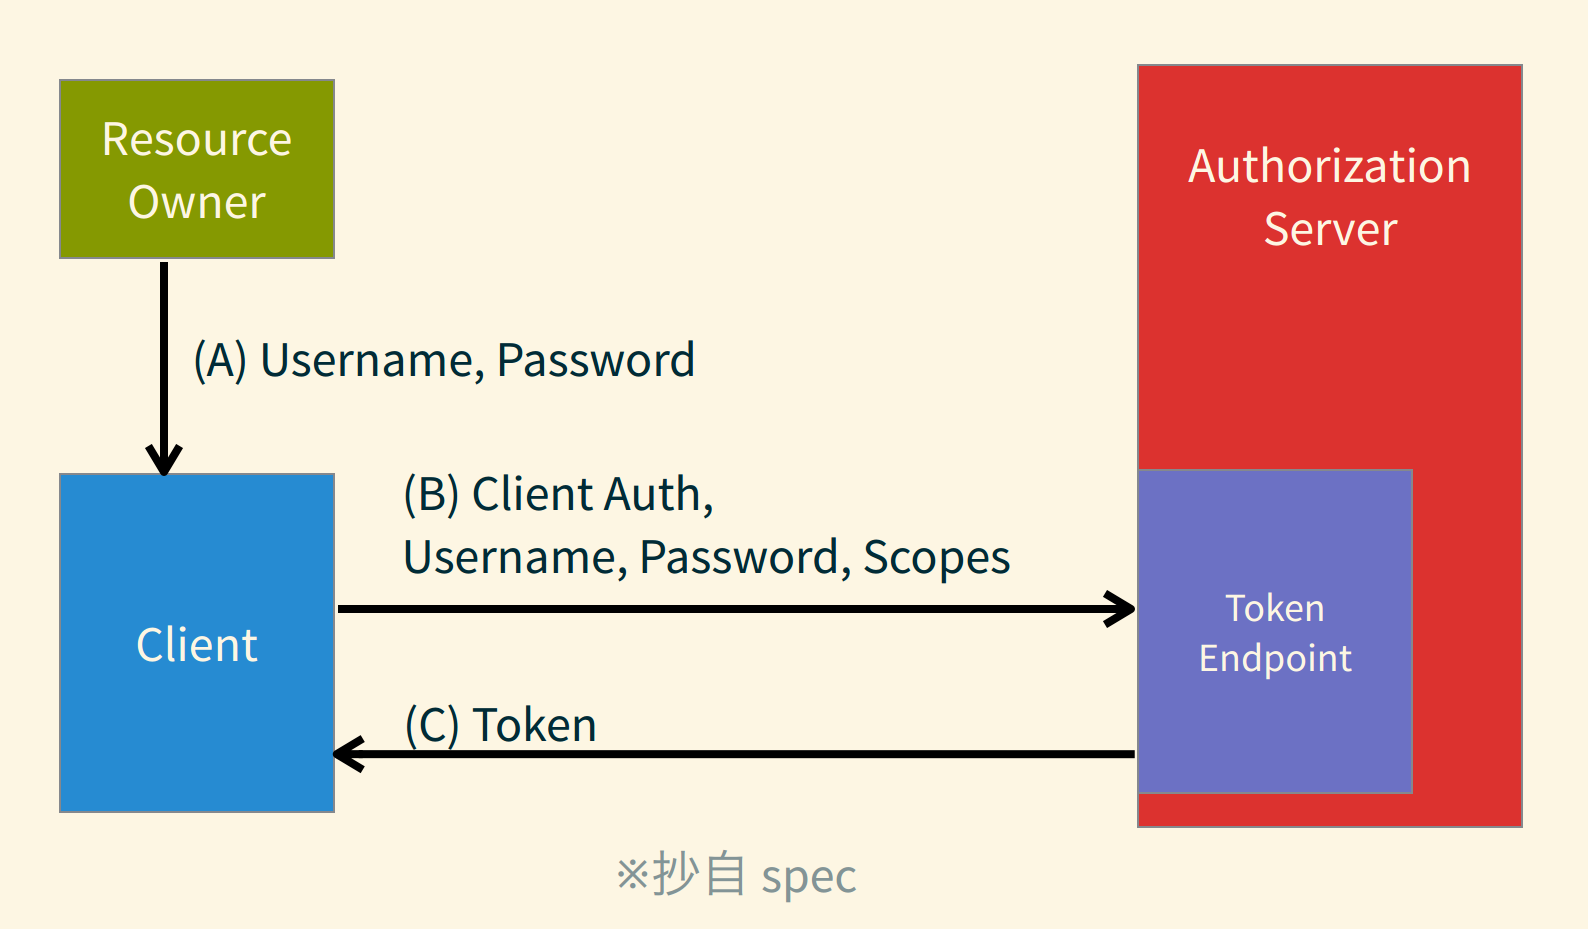 Resource
Owner
Authorization
Server
(A) Username, Password
(B) Client Auth,
Username, Password, Scopes
Client
Token
Endpoint
(C) Token
※抄自 spec